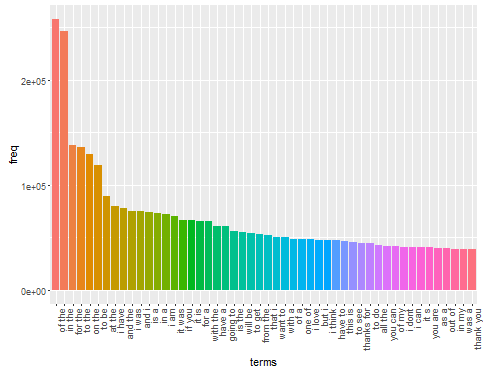 freq
2e+05
1e+05
0e+00
of the
in the
for the
to the
on the
to be
at the
i have
and the
i was
and i
is a
in a
i am
it was
if you
it is
for a
with the
have a
going to
is the
will be
to get
from the
that i
want to
with a
of a
one of
i love
but i
i think
have to
this is
to see
thanks for
to do
all the
you can
of my
i dont
i can
it s
you are
as a
out of
in my
was a
thank you
terms